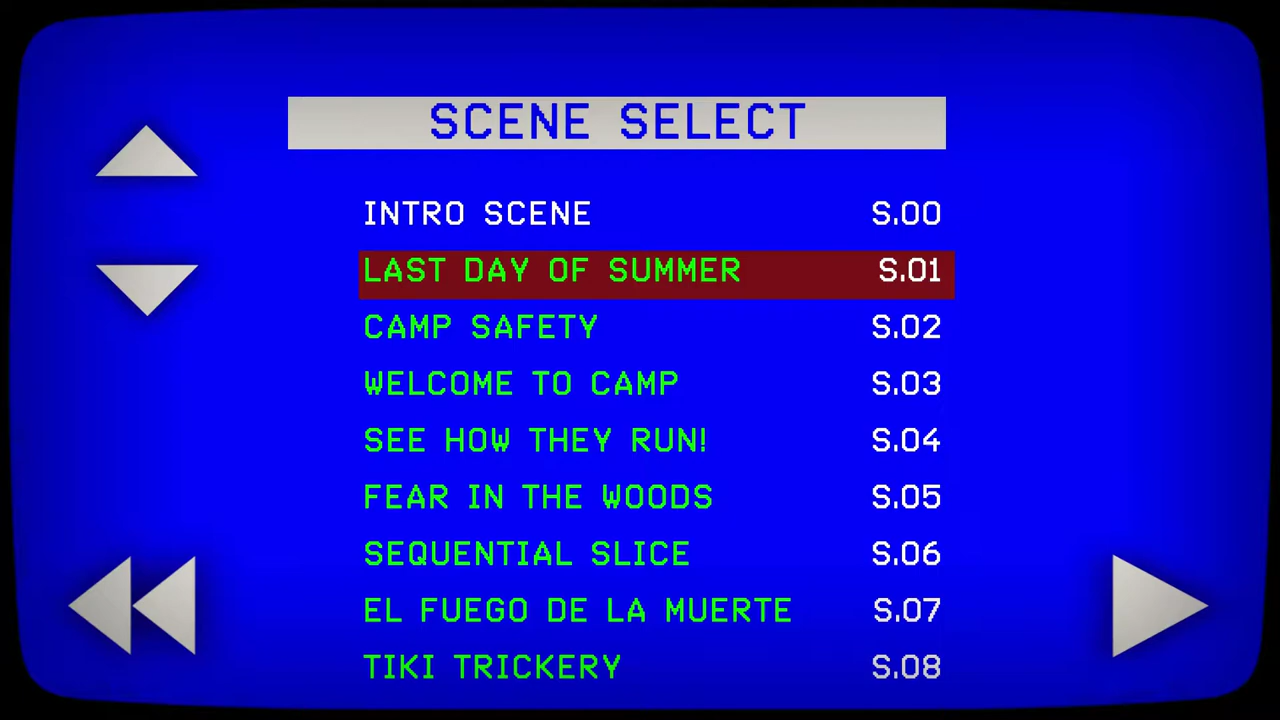 SCENE SELECT
INTRO SCENE S.00
LAST DAY OF SUMMER S.01
CAMP SAFETY S.02
WELCOME TO CAMP S.03
SEE HOW THEY RUN! S.04
FEAR IN THE WOODS S.05
SEQUENTIAL SLICE S.06
EL FUEGO DE LA MUERTE S.07
TIKI TRICKERY S.08